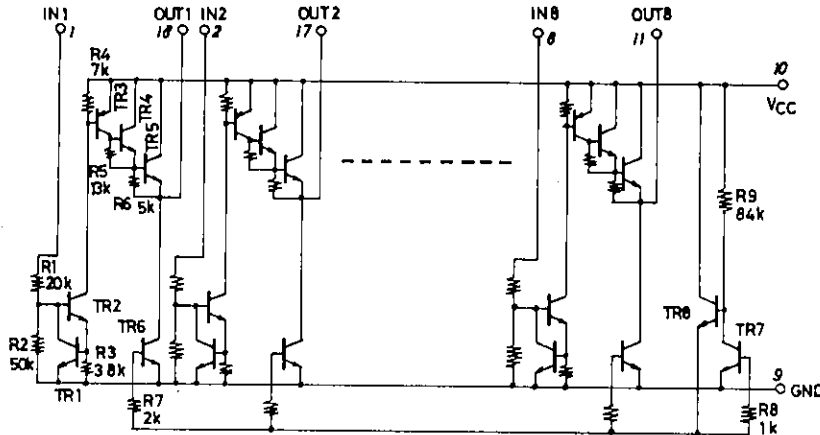 IN1 OUT1 IN2 OUT2 IN8 OUT8
1 18 2 17 8 11
R4
7k
TR3
TR4
TR5
10
VCC
R5
13k
R6 5k
R9
84k
R1
20k
TR2
TR6
TR8
TR7
R2
50k
R3
3.8k
TR1
9
GND
R7
2k
R8
1k